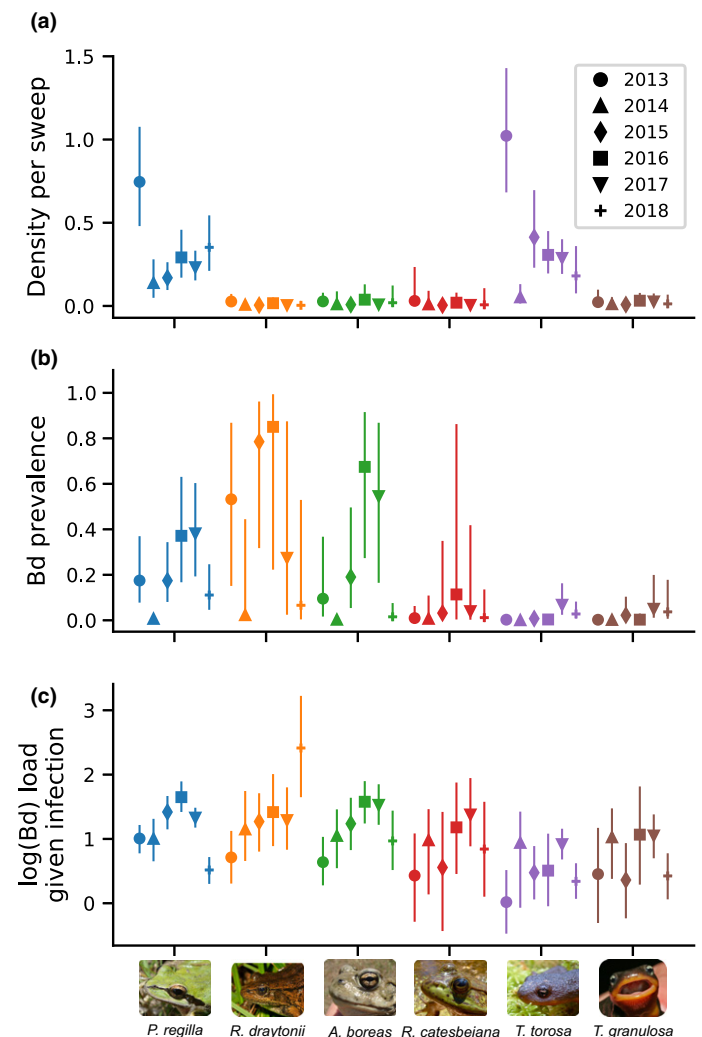 (a)
1.5
1.0
0.5
0.0
Density per sweep
2013
2014
2015
2016
2017
2018
(b)
1.0
0.8
0.6
0.4
0.2
0.0
Bd prevalence
(c)
3
2
1
0
log(Bd) load
given infection
P. regilla R. draytonii A. boreas R. catesbeiana T. torosa T. granulosa